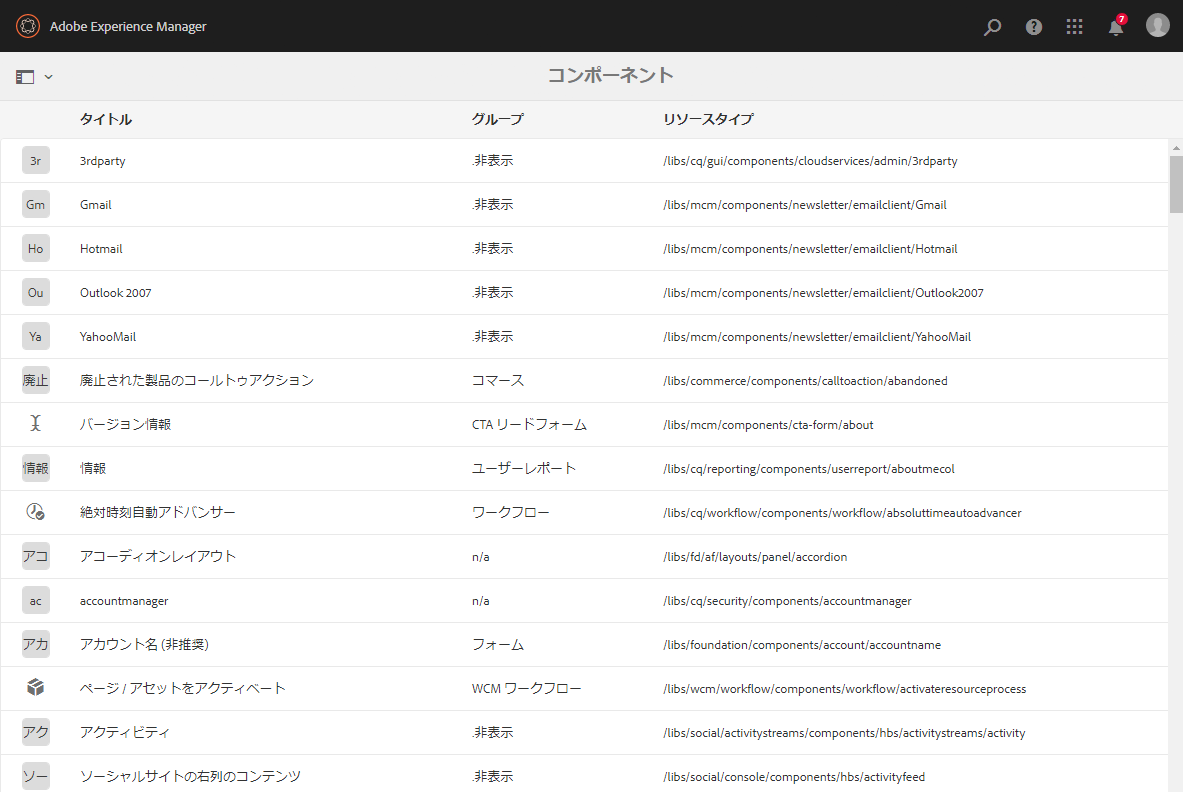 Adobe Experience Manager
7
コンポーネント
タイトル グループ リソースタイプ
3r 3rdparty .非表示 /libs/cq/gui/components/cloudservices/admin/3rdparty
Gm Gmail .非表示 /libs/mcm/components/newsletter/emailclient/Gmail
Ho Hotmail .非表示 /libs/mcm/components/newsletter/emailclient/Hotmail
Ou Outlook 2007 .非表示 /libs/mcm/components/newsletter/emailclient/Outlook2007
Ya YahooMail .非表示 /libs/mcm/components/newsletter/emailclient/YahooMail
廃止 廃止された製品のコールトゥアクション コマース /libs/commerce/components/calltoaction/abandoned
バージョン情報 CTA リードフォーム /libs/mcm/components/cta-form/about
情報 情報 ユーザーレポート /libs/cq/reporting/components/userreport/aboutmecol
絶対時刻自動アドバンサー ワークフロー /libs/cq/workflow/components/workflow/absoluttimeautoadvancer
アコ アコーディオンレイアウト n/a /libs/fd/af/layouts/panel/accordion
ac accountmanager n/a /libs/cq/security/components/accountmanager
アカ アカウント名 (非推奨) フォーム /libs/foundation/components/account/accountname
ページ / アセットをアクティベート WCM ワークフロー /libs/wcm/workflow/components/workflow/activateresourceprocess
アク アクティビティ .非表示 /libs/social/activitystreams/components/hbs/activitystreams/activity
ソー ソーシャルサイトの右列のコンテンツ .非表示 /libs/social/console/components/hbs/activityfeed